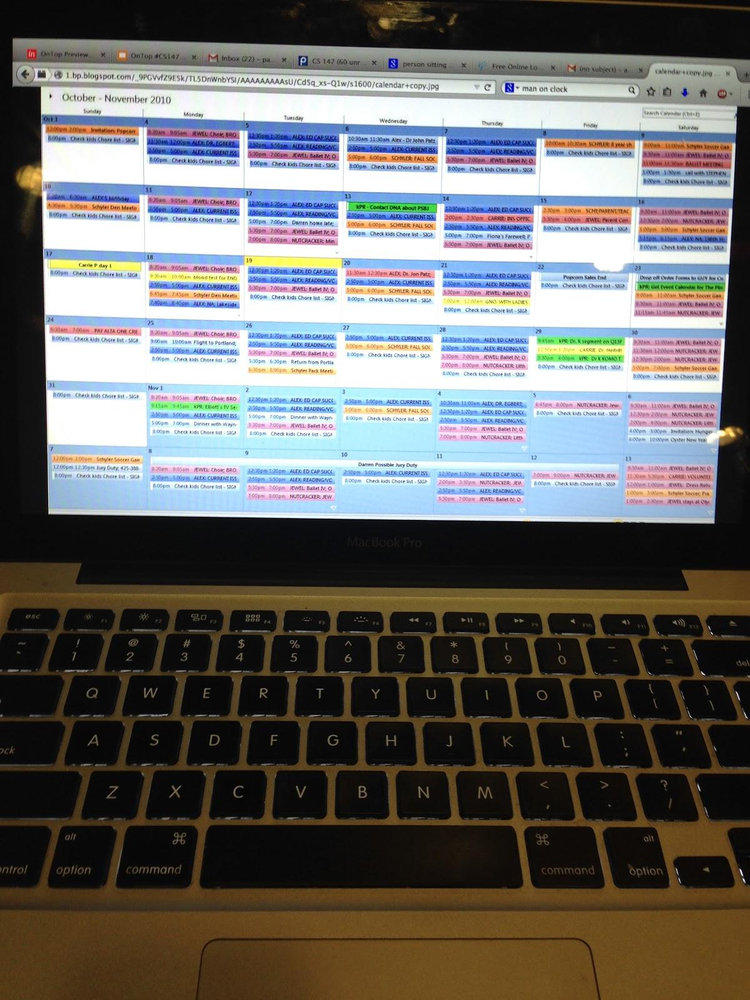 OnTop Preview
OnTop #CS147...
Inbox (22) - pa...
CS 147 (60 unr...
person sitting ...
Free Online Lo...
(no subject) - a...
calendar+copy.jpg ...
man on clock
October - November 2010
Search Calendar (Ctrl+E)
Sunday
Monday
Tuesday
Wednesday
Thursday
Friday
Saturday
Oct 3
12:00pm 2:00pm Invitation: Popcorn
8:00pm Check kids Chore list - SIGN
4
8:20am 9:05am JEWEL: Choir; BRO
11:30am 12:00pm ALEX: DR. EGBERT;
2:50pm 5:00pm ALEX: CURRENT ISS
8:00pm Check kids Chore list - SIGN
5
12:30pm 1:20pm ALEX: ED CAP SUCC
2:50pm 5:50pm ALEX: READING/VC
5:30pm 7:00pm JEWEL: Ballet IV; O
8:00pm Check kids Chore list - SIGN
6
10:30am 11:30am Alex - Dr John Patz
2:50pm 5:00pm ALEX: CURRENT ISS
5:00pm 6:00pm SCHYLER: FALL SOC
8:00pm Check kids Chore list - SIGN
7
12:30pm 1:20pm ALEX: ED CAP SUCC
2:50pm 5:50pm ALEX: READING/VC
5:30pm 7:00pm JEWEL: Ballet IV; O
8:00pm Check kids Chore list - SIGN
8
10:00am 10:30am SCHYLER: 8 year ch
8:00pm Check kids Chore list - SIGN
9
11:00am Schyler Soccer Gam
11:00am JEWEL: Ballet IV; O
11:00am 11:30am BALLET MEETING
1:00pm 1:30pm call with STEPHEN
8:00pm Check kids Chore list - SIGN
10
6:30am ALEX'S birthday
4:30pm 5:30pm Schyler Den Meeti
8:00pm Check kids Chore list - SIGN
11
8:20am 9:05am JEWEL: Choir; BRO
2:50pm 5:00pm ALEX: CURRENT ISS
8:00pm Check kids Chore list - SIGN
12
12:30pm 1:20pm ALEX: ED CAP SUCC
2:50pm 5:50pm ALEX: READING/VC
5:00pm 7:00pm Darren home late;
5:30pm 7:00pm JEWEL: Ballet IV; O
7:00pm 8:00pm NUTCRACKER: Min
13
kPR - Contact DNA about PSBJ
2:50pm 5:00pm ALEX: CURRENT ISS
5:00pm 6:00pm SCHYLER: FALL SOC
8:00pm Check kids Chore list - SIGN
14
12:30pm 1:20pm ALEX: ED CAP SUCC
2:00pm 2:30pm CARRIE: INS OFFIC
2:50pm 5:50pm ALEX: READING/VC
5:00pm 7:00pm Fiona's Farewell; P
5:30pm 7:00pm JEWEL: Ballet IV; O
15
2:30pm 3:00pm SCHY;PARENT/TEAC
3:30pm 4:00pm JEWEL: Parent Con
8:00pm Check kids Chore list - SIGN
16
9:30am 11:00am JEWEL: Ballet IV; O
12:30pm 2:00pm NUTCRACKER: JEW
1:00pm 3:00pm Schyler Soccer Gam
5:15pm 8:15pm ALEX: NA; 198th St;
8:00pm Check kids Chore list - SIGN
17
Carrie P day 1
8:00pm Check kids Chore list - SIGN
18
8:20am 9:05am JEWEL: Choir; BRO
9:30am 10:00am blood test for END
2:50pm 5:00pm ALEX: CURRENT ISS
6:45pm 7:45pm Schyler Den Meeti
7:40pm 8:40pm ALEX: NA; Lakeside
19
12:30pm 1:20pm ALEX: ED CAP SUCC
2:50pm 5:50pm ALEX: READING/VC
5:30pm 7:00pm JEWEL: Ballet IV; O
8:00pm Check kids Chore list - SIGN
20
11:30am 12:30pm ALEX: Dr. Jon Patz;
2:50pm 5:00pm ALEX: CURRENT ISS
5:00pm 6:00pm SCHYLER: FALL SOC
8:00pm Check kids Chore list - SIGN
21
12:30pm 1:20pm ALEX: ED CAP SUCC
2:50pm 5:50pm ALEX: READING/VC
5:30pm 7:00pm JEWEL: Ballet IV; O
7:00pm 12:00am GNO: WITH LADIES
8:00pm Check kids Chore list - SIGN
22
Popcorn Sales End
8:00pm Check kids Chore list - SIGN
23
Drop off Order Forms to GUY for Cu
kPR: Get Event Calendar for The Pin
9:00am 11:00am Schyler Soccer Gam
9:30am 11:00am JEWEL: Ballet IV; O
11:15am 11:45am NUTCRACKER: JEW
24
6:30am 7:00am PAY ALTA ONE CRE
8:00pm Check kids Chore list - SIGN
25
8:20am 9:05am JEWEL: Choir; BRO
9:00am 10:00am Flight to Portland;
2:50pm 5:00pm ALEX: CURRENT ISS
8:00pm Check kids Chore list - SIGN
26
12:30pm 1:20pm ALEX: ED CAP SUCC
2:50pm 5:50pm ALEX: READING/VC
5:30pm 7:00pm JEWEL: Ballet IV; O
5:30pm 6:30pm Return from Portla
6:30pm 8:00pm Schyler Pack Meeti
27
2:50pm 5:00pm ALEX: CURRENT ISS
5:00pm 6:00pm SCHYLER: FALL SOC
8:00pm Check kids Chore list - SIGN
28
12:30pm 1:20pm ALEX: ED CAP SUCC
2:50pm 5:50pm ALEX: READING/VC
5:30pm 7:00pm JEWEL: Ballet IV; O
7:00pm 8:00pm NUTCRACKER: Littl
8:00pm Check kids Chore list - SIGN
29
9:45am kPR: Dr. K segment on Q13F
12:50pm 1:20pm CARRIE: Dr.
3:30pm 4:00pm kPR: Dr K KOMO T
8:00pm Check kids Chore list - SIGN
30
9:30am 11:00am JEWEL: Ballet IV; O
11:30am 12:00pm NUTCRACKER: JEW
12:30pm 2:00pm NUTCRACKER: JEW
5:00pm 7:00pm Schyler Soccer Gam
8:00pm Check kids Chore list - SIGN
31
8:00pm Check kids Chore list - SIGN
Nov 1
8:20am 9:05am JEWEL: Choir; BRO
9:15am 9:45am kPR: Elliott's TV Se
2:50pm 5:00pm ALEX: CURRENT ISS
5:00pm 7:00pm Dinner with Wayn
8:00pm Check kids Chore list - SIGN
2
12:30pm 1:20pm ALEX: ED CAP SUCC
2:50pm 5:50pm ALEX: READING/VC
5:00pm 7:00pm Dinner with Wayn
5:30pm 7:00pm JEWEL: Ballet IV; O
8:00pm Check kids Chore list - SIGN
3
2:50pm 5:00pm ALEX: CURRENT ISS
5:00pm 6:00pm SCHYLER: FALL SOC
8:00pm Check kids Chore list - SIGN
4
10:30am 11:00am ALEX; DR. EGBERT;
12:30pm 1:20pm ALEX: ED CAP SUCC
2:50pm 5:50pm ALEX: READING/VC
5:30pm 7:00pm JEWEL: Ballet IV; O
7:00pm 8:00pm NUTCRACKER: Littl
5
6:45pm 8:15pm NUTCRACKER: Jew
8:00pm Check kids Chore list - SIGN
6
9:30am 11:00am JEWEL: Ballet IV; O
12:30pm 2:00pm NUTCRACKER: JEW
2:00pm 4:00pm NUTCRACKER: Littl
4:00pm 5:00pm Invitation: Hunger
6:00pm 10:00pm Oyster New Yea
7
12:00pm 2:00pm Schyler Soccer Gan
12:00pm 12:30pm Jury Duty; 425-388-
8:00pm Check kids Chore list - SIGN
Darren Possible Jury Duty
8
8:20am 9:05am JEWEL: Choir; BRO
2:50pm 5:00pm ALEX: CURRENT ISS
8:00pm Check kids Chore list - SIGN
9
12:30pm 1:20pm ALEX: ED CAP SUCC
2:50pm 5:50pm ALEX: READING/VC
5:30pm 7:00pm JEWEL: Ballet IV; O
7:00pm 8:00pm NUTCRACKER: JEW
10
2:50pm 5:00pm ALEX: CURRENT ISS
8:00pm Check kids Chore list - SIGN
11
12:30pm 1:20pm ALEX: ED CAP SUCC
2:00pm 3:30pm NUTCRACKER: JEW
2:50pm 5:50pm ALEX: READING/VC
5:30pm 7:00pm JEWEL: Ballet IV; O
12
7:00pm 9:00pm NUTCRACKER: JEW
8:00pm Check kids Chore list - SIGN
13
9:30am 11:00am JEWEL: Ballet IV; O
11:30am 5:30pm CARRIE: VOLUNTEE
12:00pm 1:00pm JEWEL: Dress Reha
1:00pm 3:00pm Schyler Soccer; Pra
1:00pm 2:30pm JEWEL stays at Oly
MacBook Pro
esc F1 F2 F3 F4 F5 F6 F7 F8 F9 F10 F11 F12
~ ! @ # $ % ^ & * ( ) _ +
` 1 2 3 4 5 6 7 8 9 0 - = del
Q W E R T Y U I O P { [ } ]
ock A S D F G H J K L : ; " '
Z X C V B N M < , > . ? /
alt ⌘ ⌘ alt
ntrol option command command option